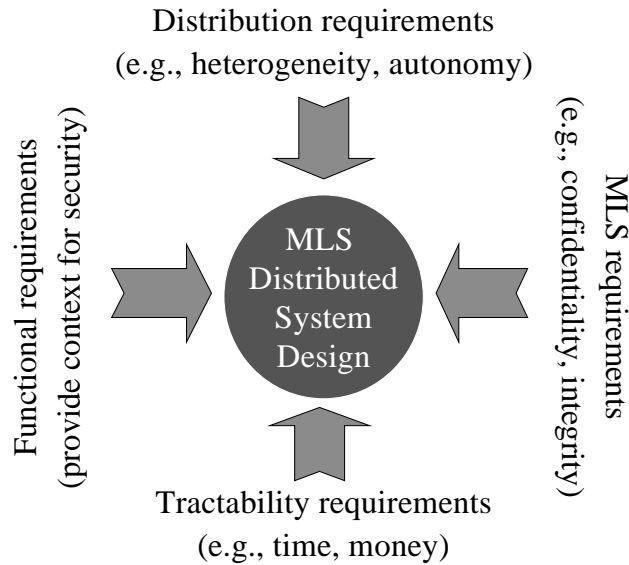 Distribution requirements
(e.g., heterogeneity, autonomy)
Functional requirements
(provide context for security)
MLS
Distributed
System
Design
MLS requirements
(e.g., confidentiality, integrity)
Tractability requirements
(e.g., time, money)